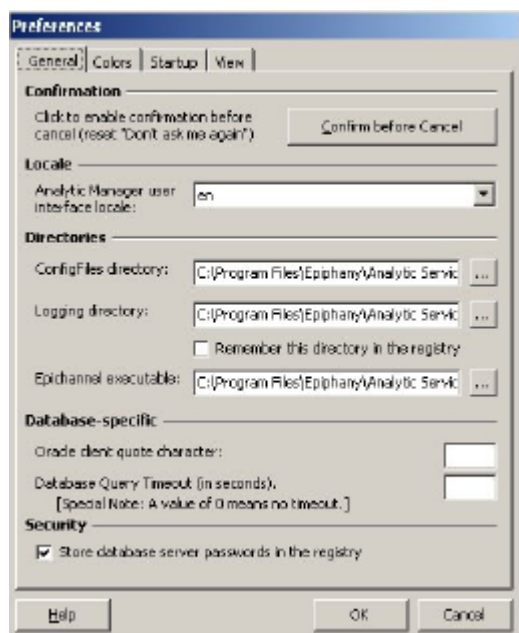 Preferences
General Colors Startup View
Confirmation
Click to enable confirmation before
cancel (reset "Don't ask me again")
Confirm before Cancel
Locale
Analytic Manager user
interface locale:
en
Directories
ConfigFiles directory:
C:\Program Files\Epiphany\Analytic Servic
...
Logging directory:
C:\Program Files\Epiphany\Analytic Servic
...
Remember this directory in the registry
Epichannel executable:
C:\Program Files\Epiphany\Analytic Servic
...
Database-specific
Oracle client quote character:
Database Query Timeout (in seconds).
[Special Note: A value of 0 means no timeout.]
Security
Store database server passwords in the registry
Help OK Cancel